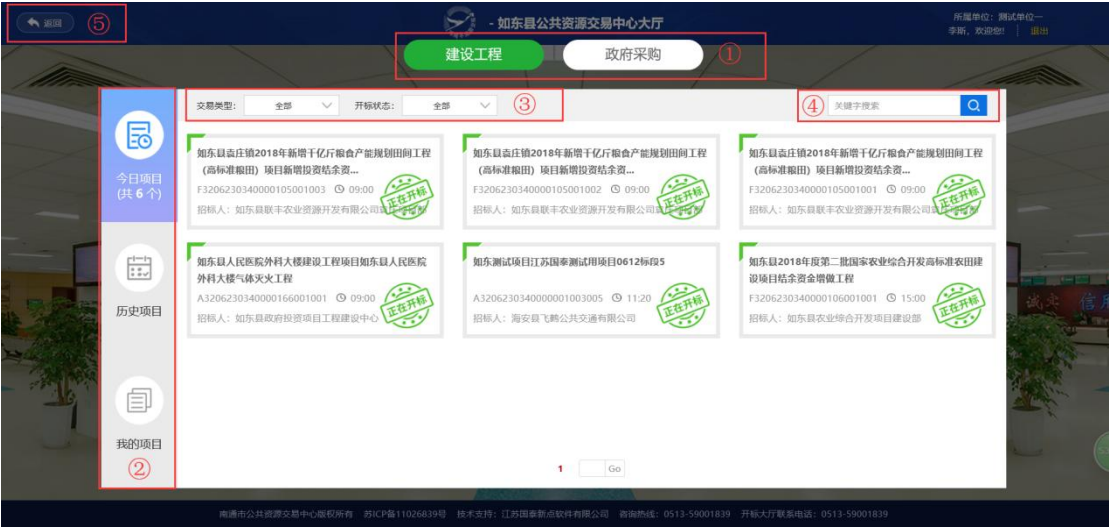 返回
⑤
- 如东县公共资源交易中心大厅
所属单位：测试单位一
李斯，欢迎您！ 退出
建设工程 政府采购 ①
交易类型： 全部 开标状态： 全部 ③
④ 关键字搜索
今日项目
(共 6 个)
历史项目
我的项目
②
如东县袁庄镇2018年新增千亿斤粮食产能规划田间工程
（高标准粮田）项目新增投资结余资...
F3206230340000105001003 09:00
招标人：如东县联丰农业资源开发有限公司
正在开标
如东县袁庄镇2018年新增千亿斤粮食产能规划田间工程
（高标准粮田）项目新增投资结余资...
F3206230340000105001002 09:00
招标人：如东县联丰农业资源开发有限公司
正在开标
如东县袁庄镇2018年新增千亿斤粮食产能规划田间工程
（高标准粮田）项目新增投资结余资...
F3206230340000105001001 09:00
招标人：如东县联丰农业资源开发有限公司
正在开标
如东县人民医院外科大楼建设工程项目如东县人民医院
外科大楼气体灭火工程
A3206230340000166001001 09:00
招标人：如东县政府投资项目工程建设中心
正在开标
如东测试项目江苏国泰测试用项目0612标段5
A3206230340000001003005 11:20
招标人：海安县飞鹤公共交通有限公司
正在开标
如东县2018年度第二批国家农业综合开发高标准农田建
设项目结余资金增做工程
F3206230340000106001001 15:00
招标人：如东县农业综合开发项目建设部
正在开标
诚实 信用
1 Go
南通市公共资源交易中心版权所有 苏ICP备11026839号 技术支持：江苏国泰新点软件有限公司 咨询热线：0513-59001839 开标大厅联系电话：0513-59001839